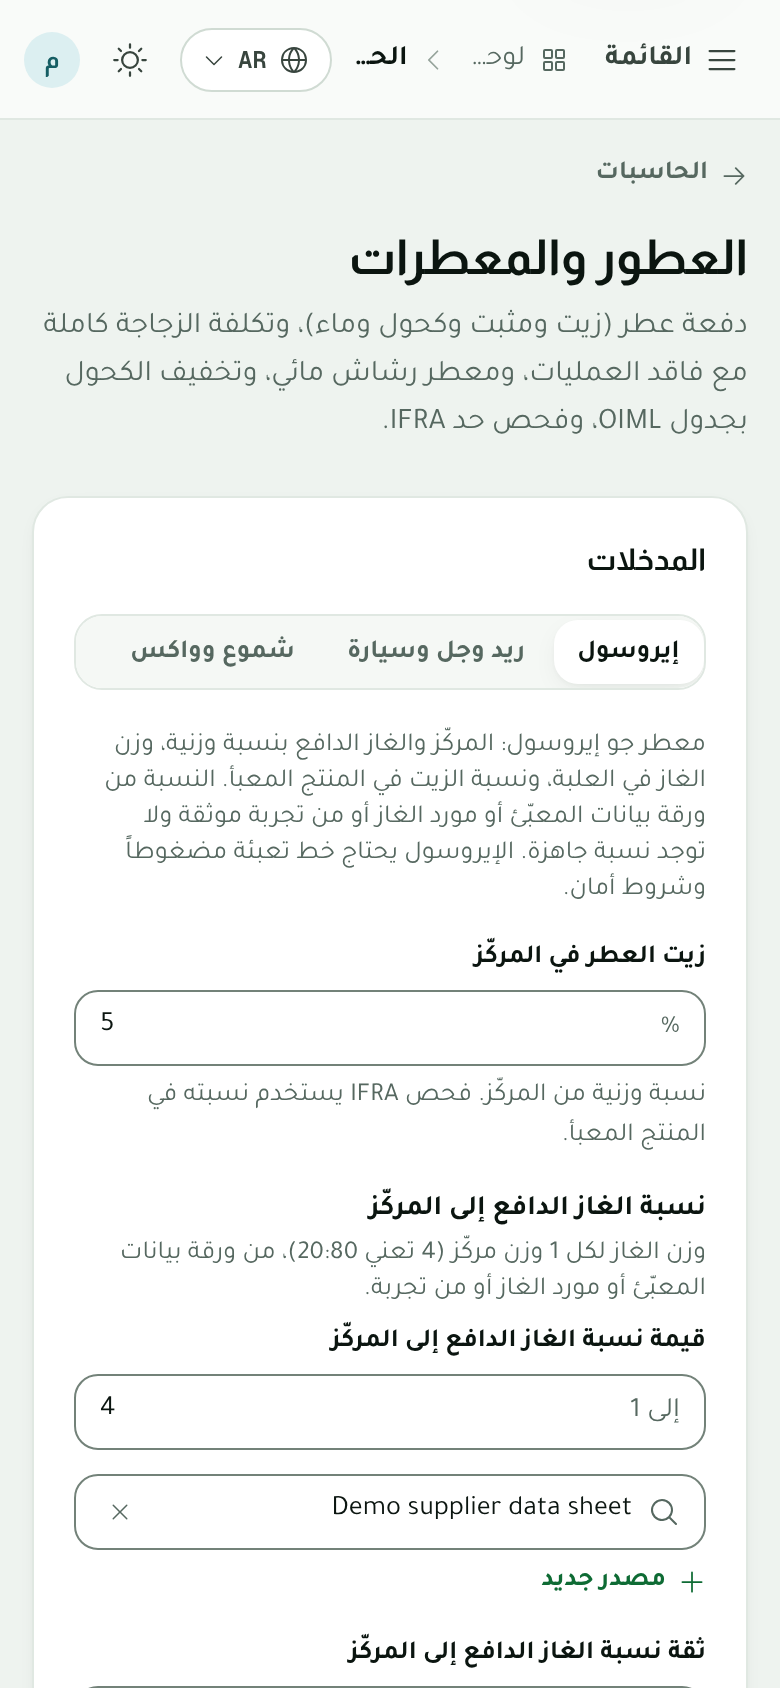 القائمة
لوحـ...
الحـ...
AR
م
الحاسبات
العطور والمعطرات
دفعة عطر (زيت ومثبت وكحول وماء)، وتكلفة الزجاجة كاملة
مع فاقد العمليات، ومعطر رشاش مائي، وتخفيف الكحول
بجدول OIML، وفحص حد IFRA.
المدخلات
إيروسول
ريد وجل وسيارة
شموع وواكس
معطر جو إيروسول: المركّز والغاز الدافع بنسبة وزنية، وزن
الغاز في العلبة، ونسبة الزيت في المنتج المعبأ. النسبة من
ورقة بيانات المعبّئ أو مورد الغاز أو من تجربة موثقة ولا
توجد نسبة جاهزة. الإيروسول يحتاج خط تعبئة مضغوطاً
وشروط أمان.
زيت العطر في المركّز
%
5
نسبة وزنية من المركّز. فحص IFRA يستخدم نسبته في
المنتج المعبأ.
نسبة الغاز الدافع إلى المركّز
وزن الغاز لكل 1 وزن مركّز (4 تعني 20:80)، من ورقة بيانات
المعبّئ أو مورد الغاز أو من تجربة.
قيمة نسبة الغاز الدافع إلى المركّز
إلى 1
4
Demo supplier data sheet
مصدر جديد
ثقة نسبة الغاز الدافع إلى المركّز